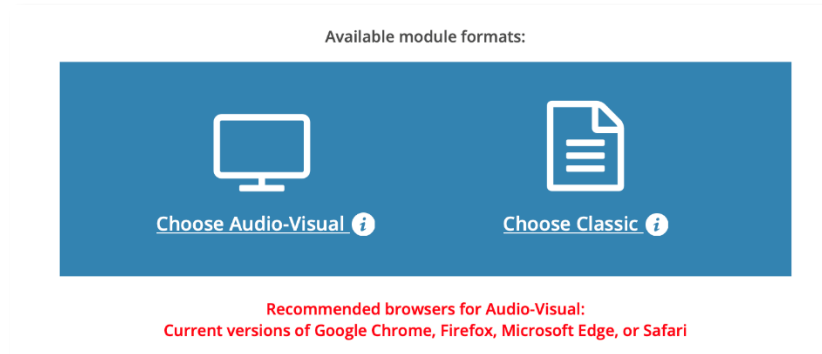 Available module formats:
Choose Audio-Visual i
Choose Classic i
Recommended browsers for Audio-Visual:
Current versions of Google Chrome, Firefox, Microsoft Edge, or Safari